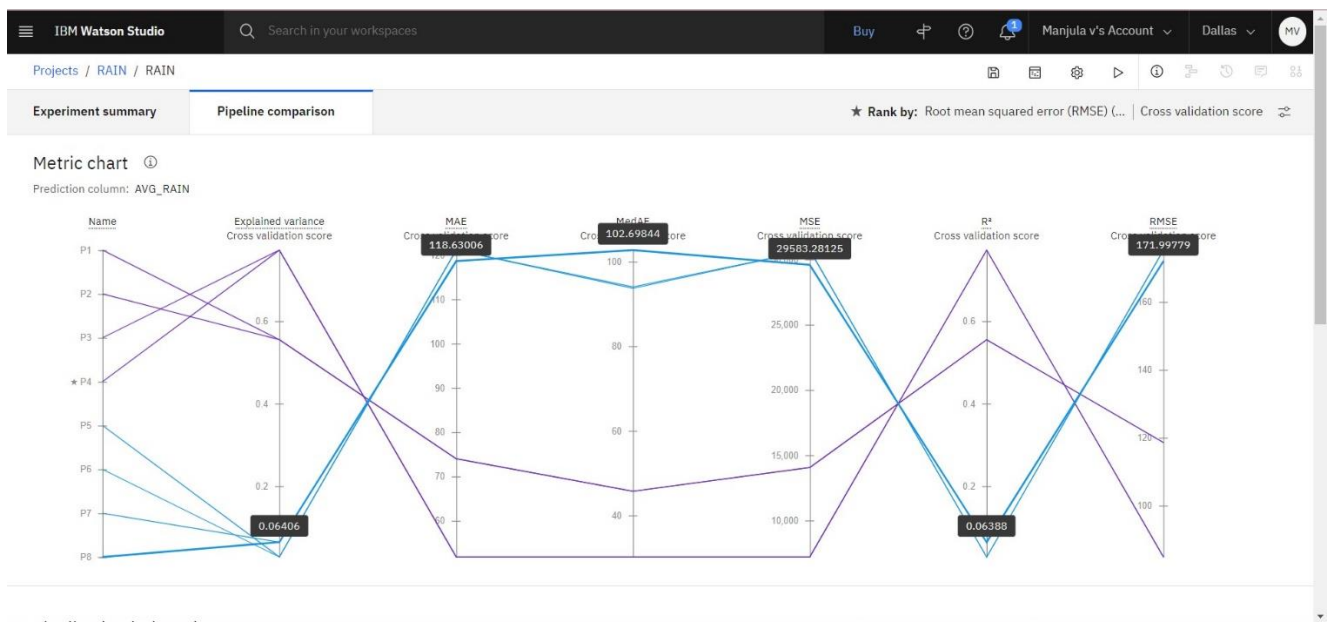 IBM Watson Studio
Search in your workspaces
Buy
1
Manjula v's Account
Dallas
MV
Projects / RAIN / RAIN
Experiment summary
Pipeline comparison
★ Rank by: Root mean squared error (RMSE) (... | Cross validation score
Metric chart
Prediction column: AVG_RAIN
Name
Explained variance
Cross validation score
MAE
MedAE
MSE
R²
Cross validation score
RMSE
118.63006
102.69844
29583.28125
171.99779
P1
P2
P3
★ P4
P5
P6
P7
P8
0.6
0.4
0.2
0.06406
100
90
80
70
60
100
80
60
40
25,000
20,000
15,000
10,000
0.6
0.4
0.2
0.06388
160
140
120
100